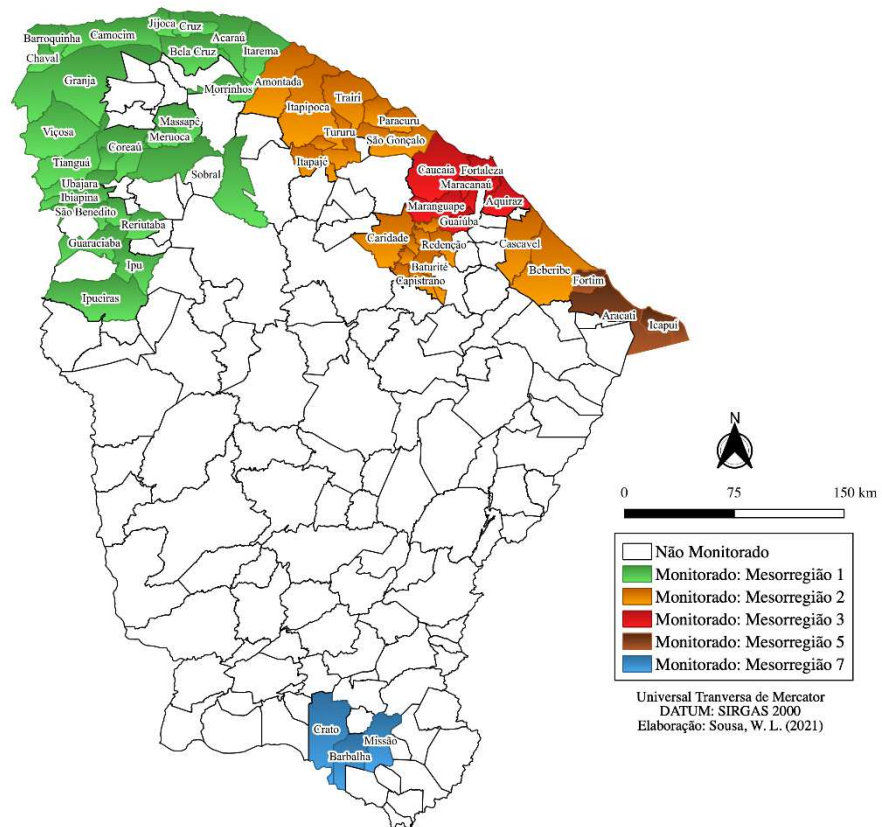 Jijoca
Cruz
Barroquinha
Camocim
Acaraú
Chaval
Bela Cruz
Itarema
Granja
Morrinhos
Amontada
Trairi
Itapipoca
Massapê
Paracuru
Viçosa
Meruoca
Tururu
Coreaú
São Gonçalo
Tianguá
Itapajé
Sobral
Caucaia
Fortaleza
Ubajara
Maracanaú
Ibiapina
São Benedito
Maranguape
Aquiraz
Reriutaba
Guaiúba
Guaraciaba
Caridade
Redenção
Cascavel
Ipu
Baturité
Beberibe
Ipueiras
Capistrano
Fortim
Aracati
Icapuí
N
0 75 150 km
Não Monitorado
Monitorado: Mesorregião 1
Monitorado: Mesorregião 2
Monitorado: Mesorregião 3
Monitorado: Mesorregião 5
Monitorado: Mesorregião 7
Universal Tranversa de Mercator
DATUM: SIRGAS 2000
Elaboração: Sousa, W. L. (2021)
Crato
Missão
Barbalha